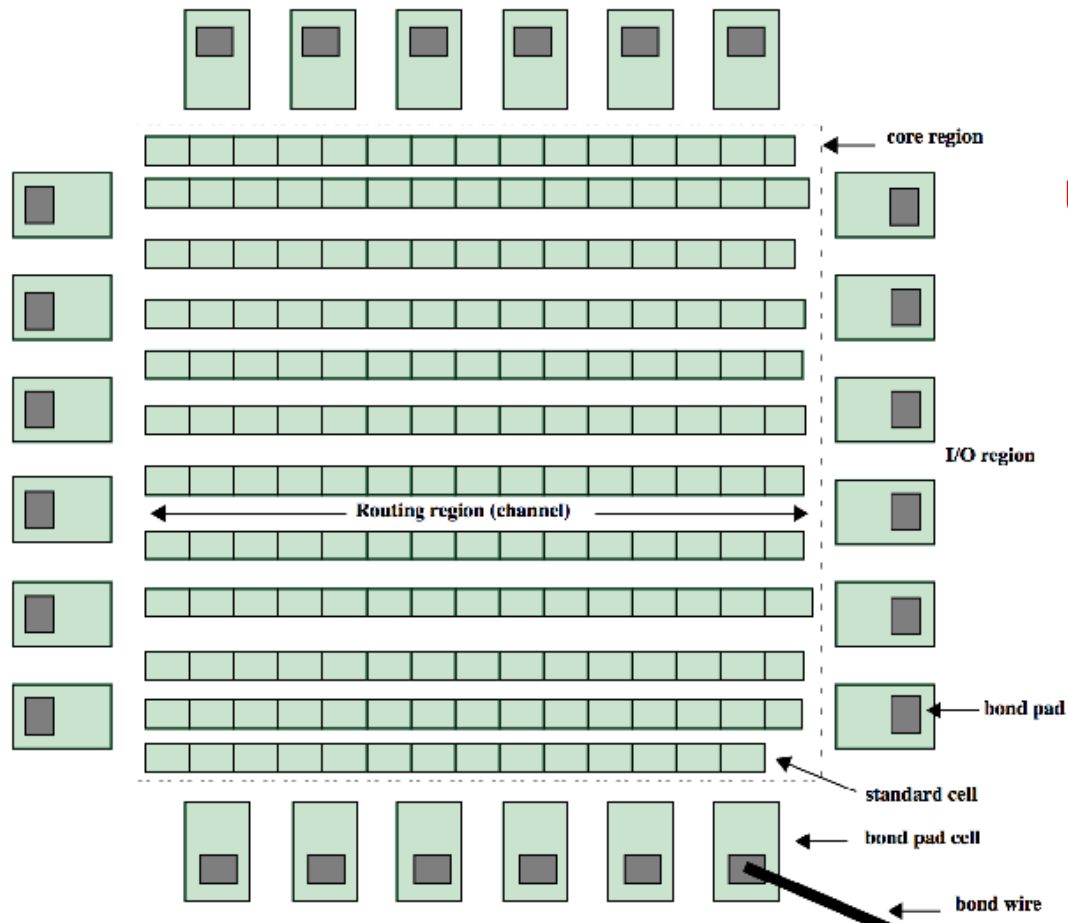 core region
I/O region
Routing region (channel)
bond pad
standard cell
bond pad cell
bond wire